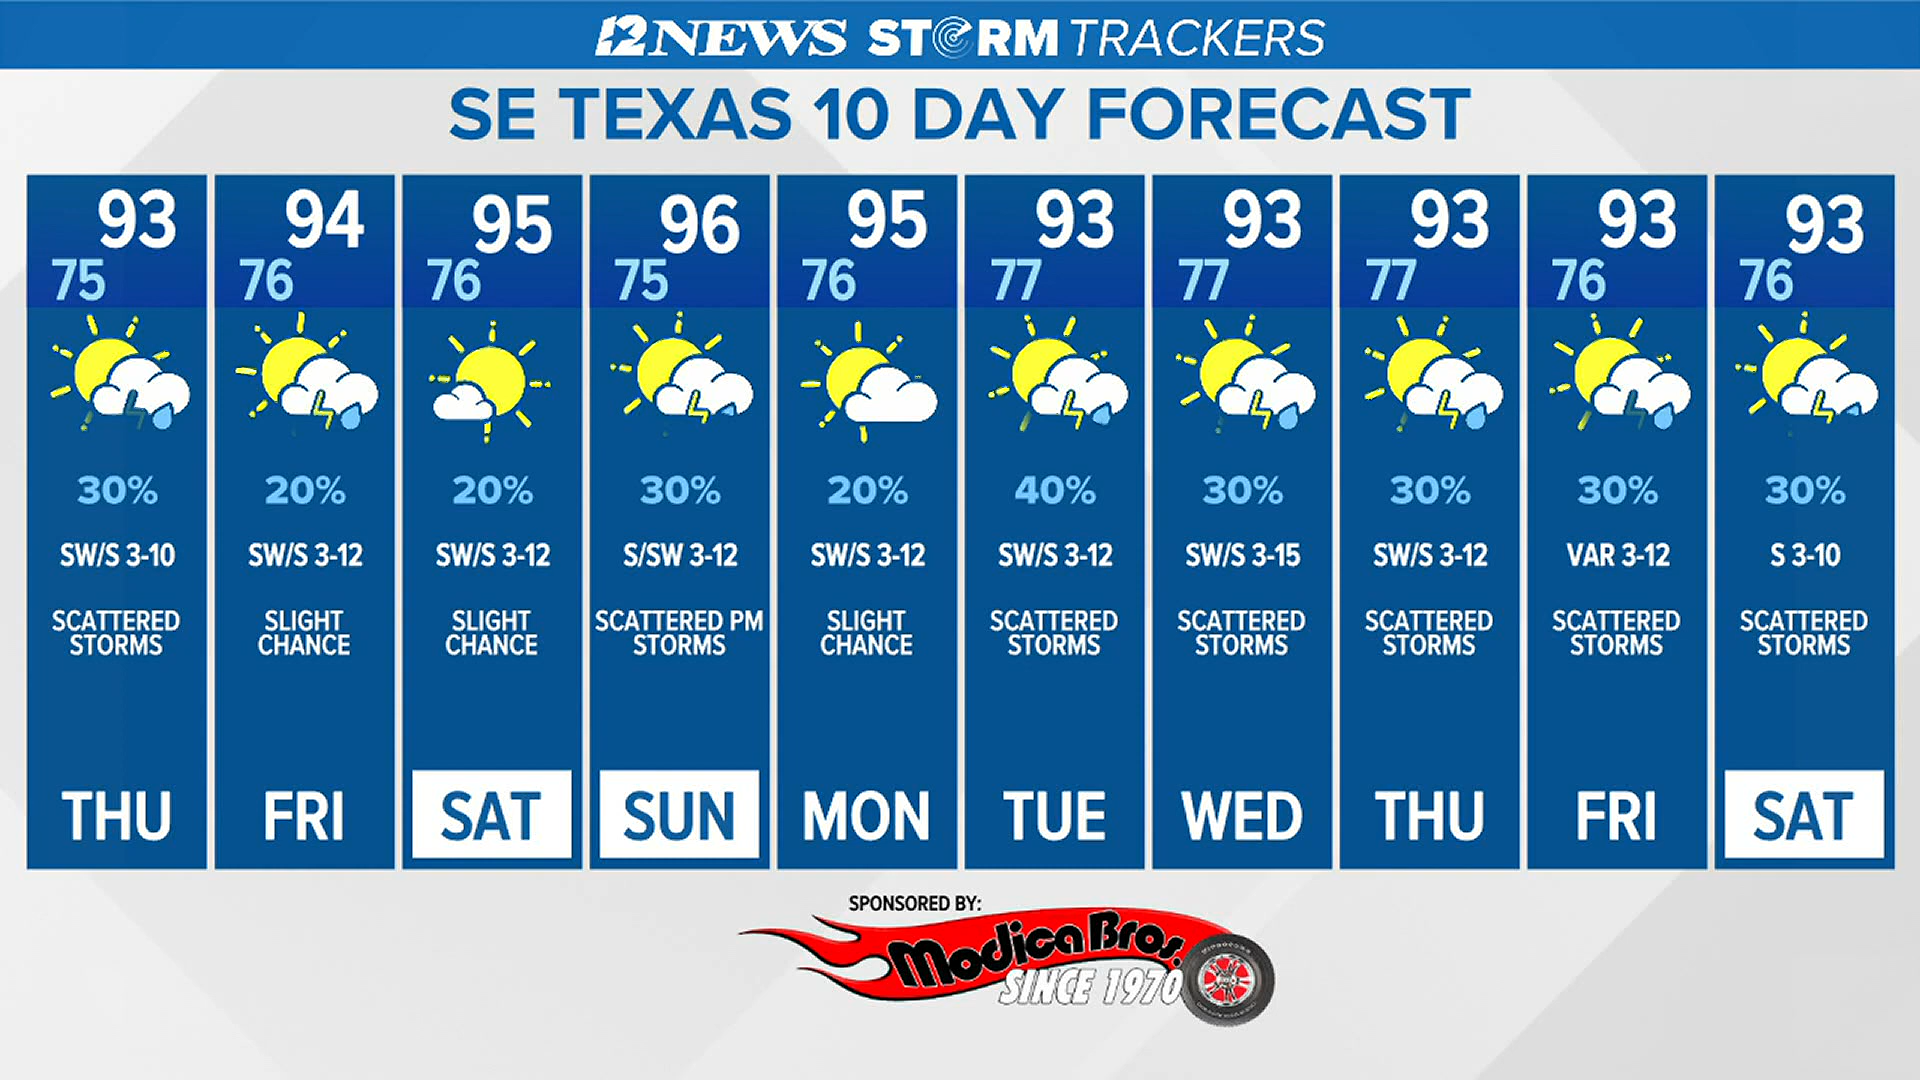 12NEWS STORM TRACKERS
SE TEXAS 10 DAY FORECAST
93
75
30%
SW/S 3-10
SCATTERED
STORMS
THU
94
76
20%
SW/S 3-12
SLIGHT
CHANCE
FRI
95
76
20%
SW/S 3-12
SLIGHT
CHANCE
SAT
96
75
30%
S/SW 3-12
SCATTERED PM
STORMS
SUN
95
76
20%
SW/S 3-12
SLIGHT
CHANCE
MON
93
77
40%
SW/S 3-12
SCATTERED
STORMS
TUE
93
77
30%
SW/S 3-15
SCATTERED
STORMS
WED
93
77
30%
SW/S 3-12
SCATTERED
STORMS
THU
93
76
30%
VAR 3-12
SCATTERED
STORMS
FRI
93
76
30%
S 3-10
SCATTERED
STORMS
SAT
SPONSORED BY:
Modica Bros.
SINCE 1970